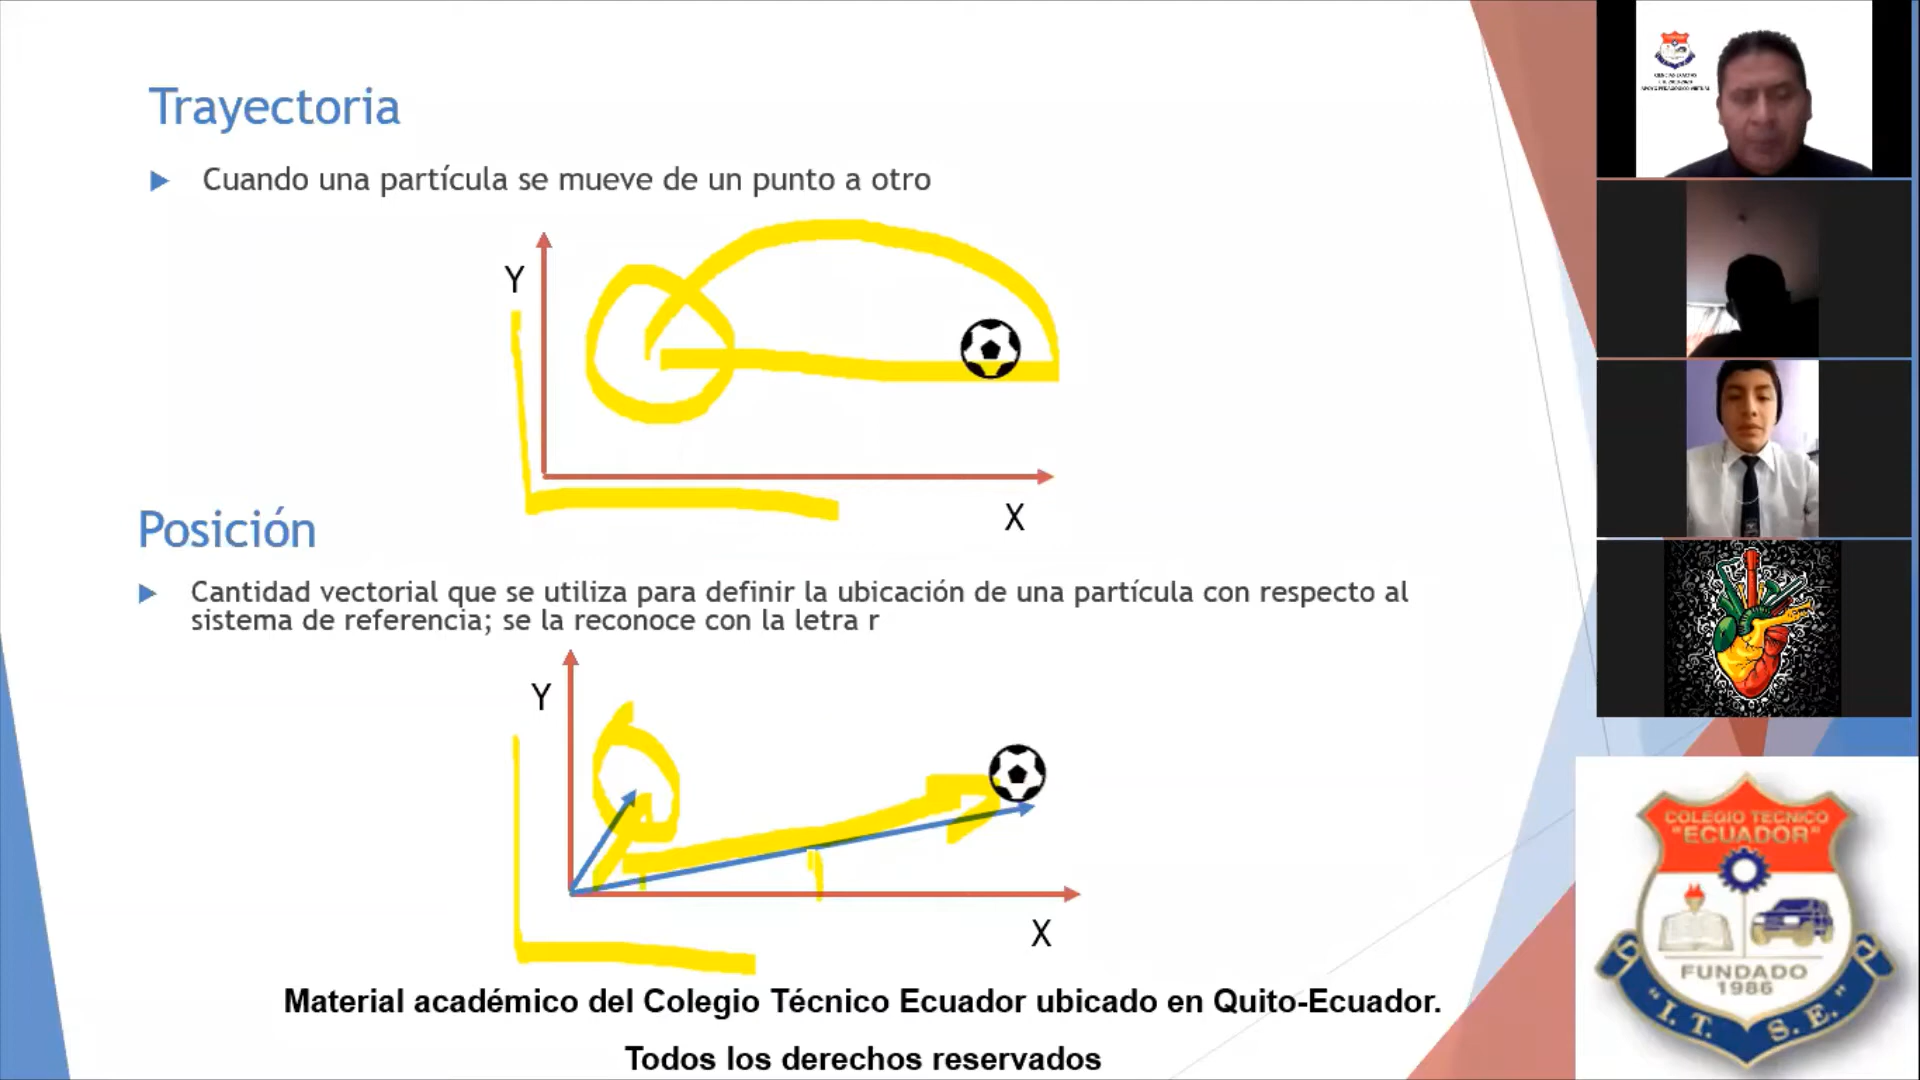 Trayectoria
Cuando una partícula se mueve de un punto a otro
Y
X
Posición
Cantidad vectorial que se utiliza para definir la ubicación de una partícula con respecto al
sistema de referencia; se la reconoce con la letra r
Y
X
Material académico del Colegio Técnico Ecuador ubicado en Quito-Ecuador.
Todos los derechos reservados
COLEGIO TECNICO
"ECUADOR"
FUNDADO
1986
"I.T. S.E."